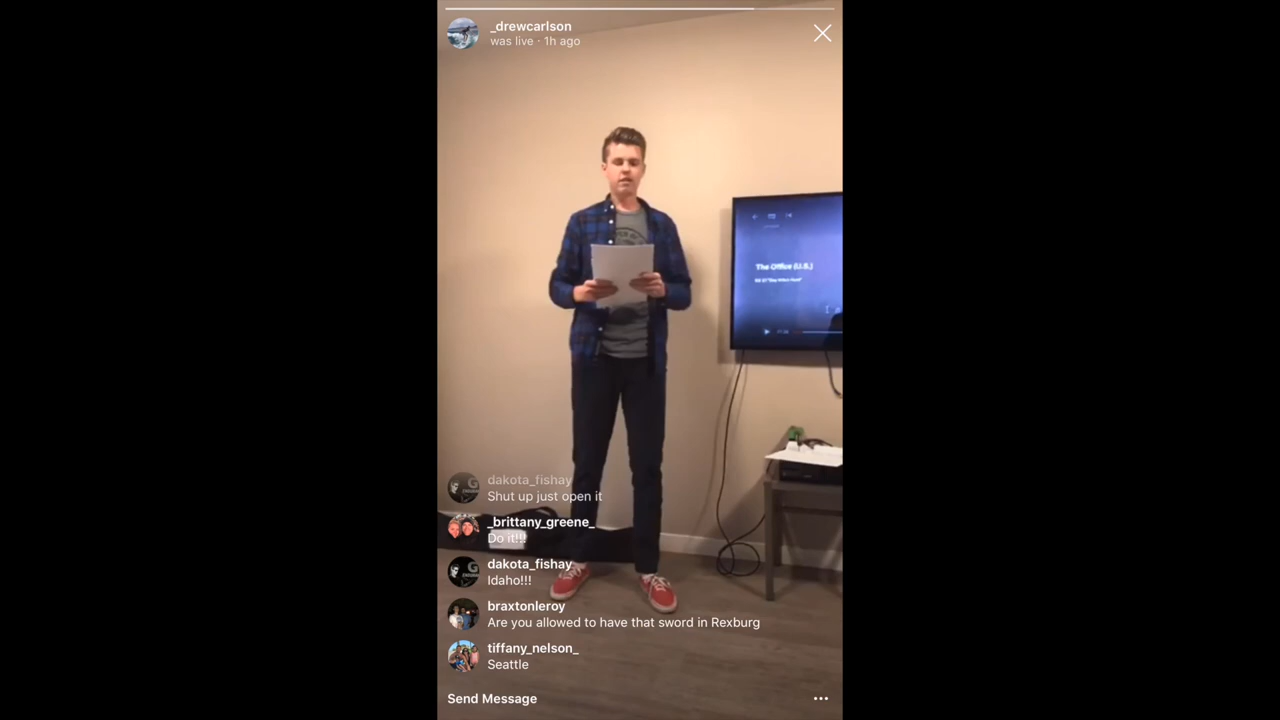 _drewcarlson
was live · 1h ago
The Office (U.S.)
dakota_fishay
Shut up just open it
_brittany_greene_
Do it!!!
dakota_fishay
Idaho!!!
braxtonleroy
Are you allowed to have that sword in Rexburg
tiffany_nelson_
Seattle
Send Message